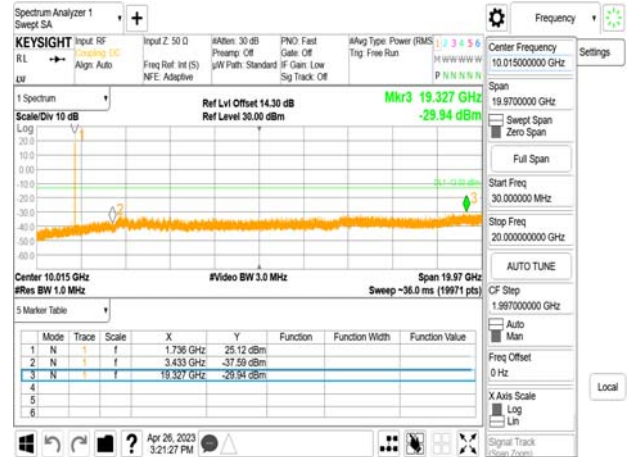 Spectrum Analyzer 1
Swept SA
+
Frequency
KEYSIGHT
RL
Input: RF
Coupling: DC
Align: Auto
Input Z: 50 Ω
Freq Ref: Int (S)
NFE: Adaptive
#Atten: 30 dB
Preamp: Off
µW Path: Standard
PNO: Fast
Gate: Off
IF Gain: Low
Sig Track: Off
#Avg Type: Power (RMS
Trig: Free Run
1 2 3 4 5 6
M W W W W W
P N N N N N
1 Spectrum
Scale/Div 10 dB
Log
Ref Lvl Offset 14.30 dB
Ref Level 30.00 dBm
Mkr3 19.327 GHz
-29.94 dBm
20.0
10.0
0.00
-10.0
-20.0
-30.0
-40.0
-50.0
-60.0
1
2
3
DL1 -13.00 dBm
Center 10.015 GHz
#Res BW 1.0 MHz
#Video BW 3.0 MHz
Span 19.97 GHz
Sweep ~36.0 ms (19971 pts)
5 Marker Table
Mode Trace Scale X Y Function Function Width Function Value
1 N 1 f 1.736 GHz 25.12 dBm
2 N 1 f 3.433 GHz -37.59 dBm
3 N 1 f 19.327 GHz -29.94 dBm
4
5
6
?
Apr 26, 2023
3:21:27 PM
Center Frequency
10.015000000 GHz
Settings
Span
19.9700000 GHz
Swept Span
Zero Span
Full Span
Start Freq
30.000000 MHz
Stop Freq
20.000000000 GHz
AUTO TUNE
CF Step
1.997000000 GHz
Auto
Man
Freq Offset
0 Hz
X Axis Scale
Log
Lin
Local
Signal Track
(Span Zoom)